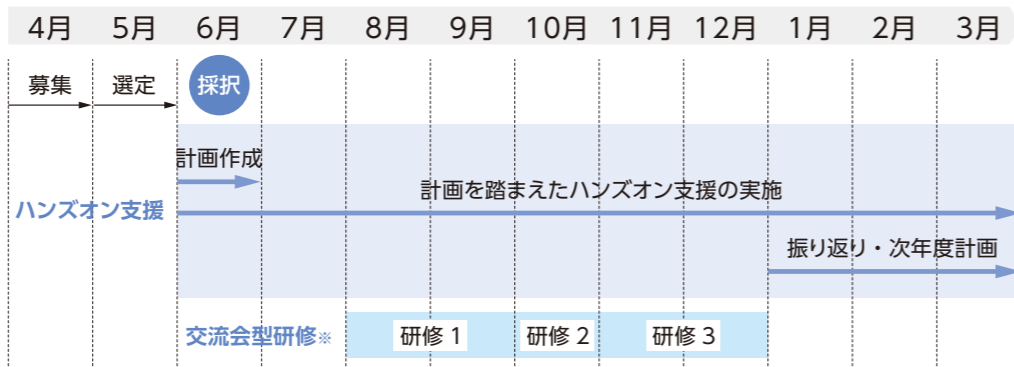 4月 5月 6月 7月 8月 9月 10月 11月 12月 1月 2月 3月
募集 選定 採択
計画作成
計画を踏まえたハンズオン支援の実施
ハンズオン支援
振り返り・次年度計画
交流会型研修※ 研修 1 研修 2 研修 3